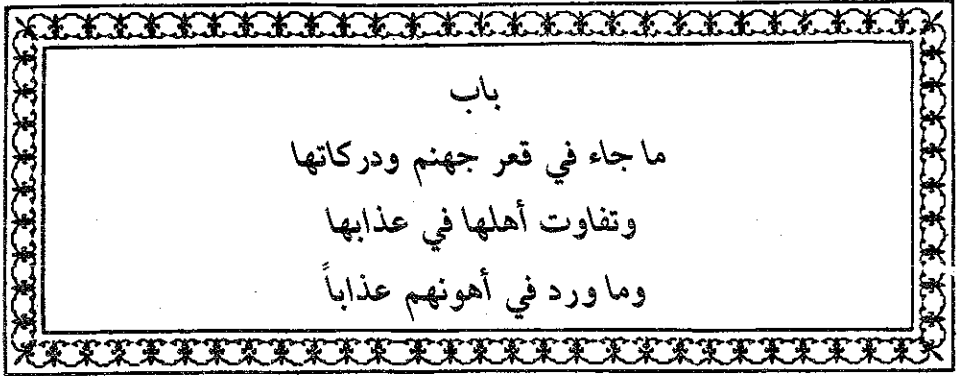 باب
ما جاء في قعر جهنم ودركاتها
وتفاوت أهلها في عذابها
وما ورد في أهونهم عذاباً